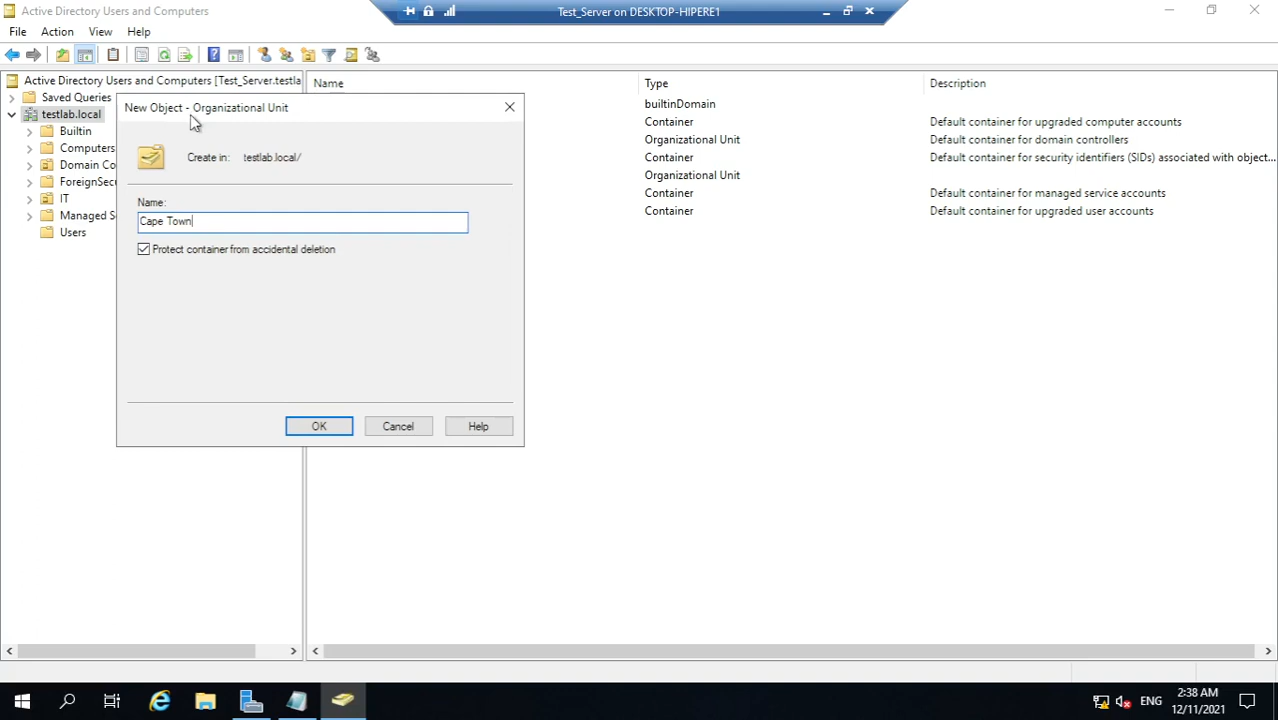 Active Directory Users and Computers
Test_Server on DESKTOP-HIPERE1
File Action View Help
Active Directory Users and Computers [Test_Server.testla
Name Type Description
Saved Queries
testlab.local
Builtin
Computers
Domain Co
ForeignSecu
IT
Managed S
Users
New Object - Organizational Unit
Create in: testlab.local/
Name:
Cape Town
Protect container from accidental deletion
OK Cancel Help
builtinDomain
Container Default container for upgraded computer accounts
Organizational Unit Default container for domain controllers
Container Default container for security identifiers (SIDs) associated with object...
Organizational Unit
Container Default container for managed service accounts
Container Default container for upgraded user accounts
ENG
2:38 AM
12/11/2021